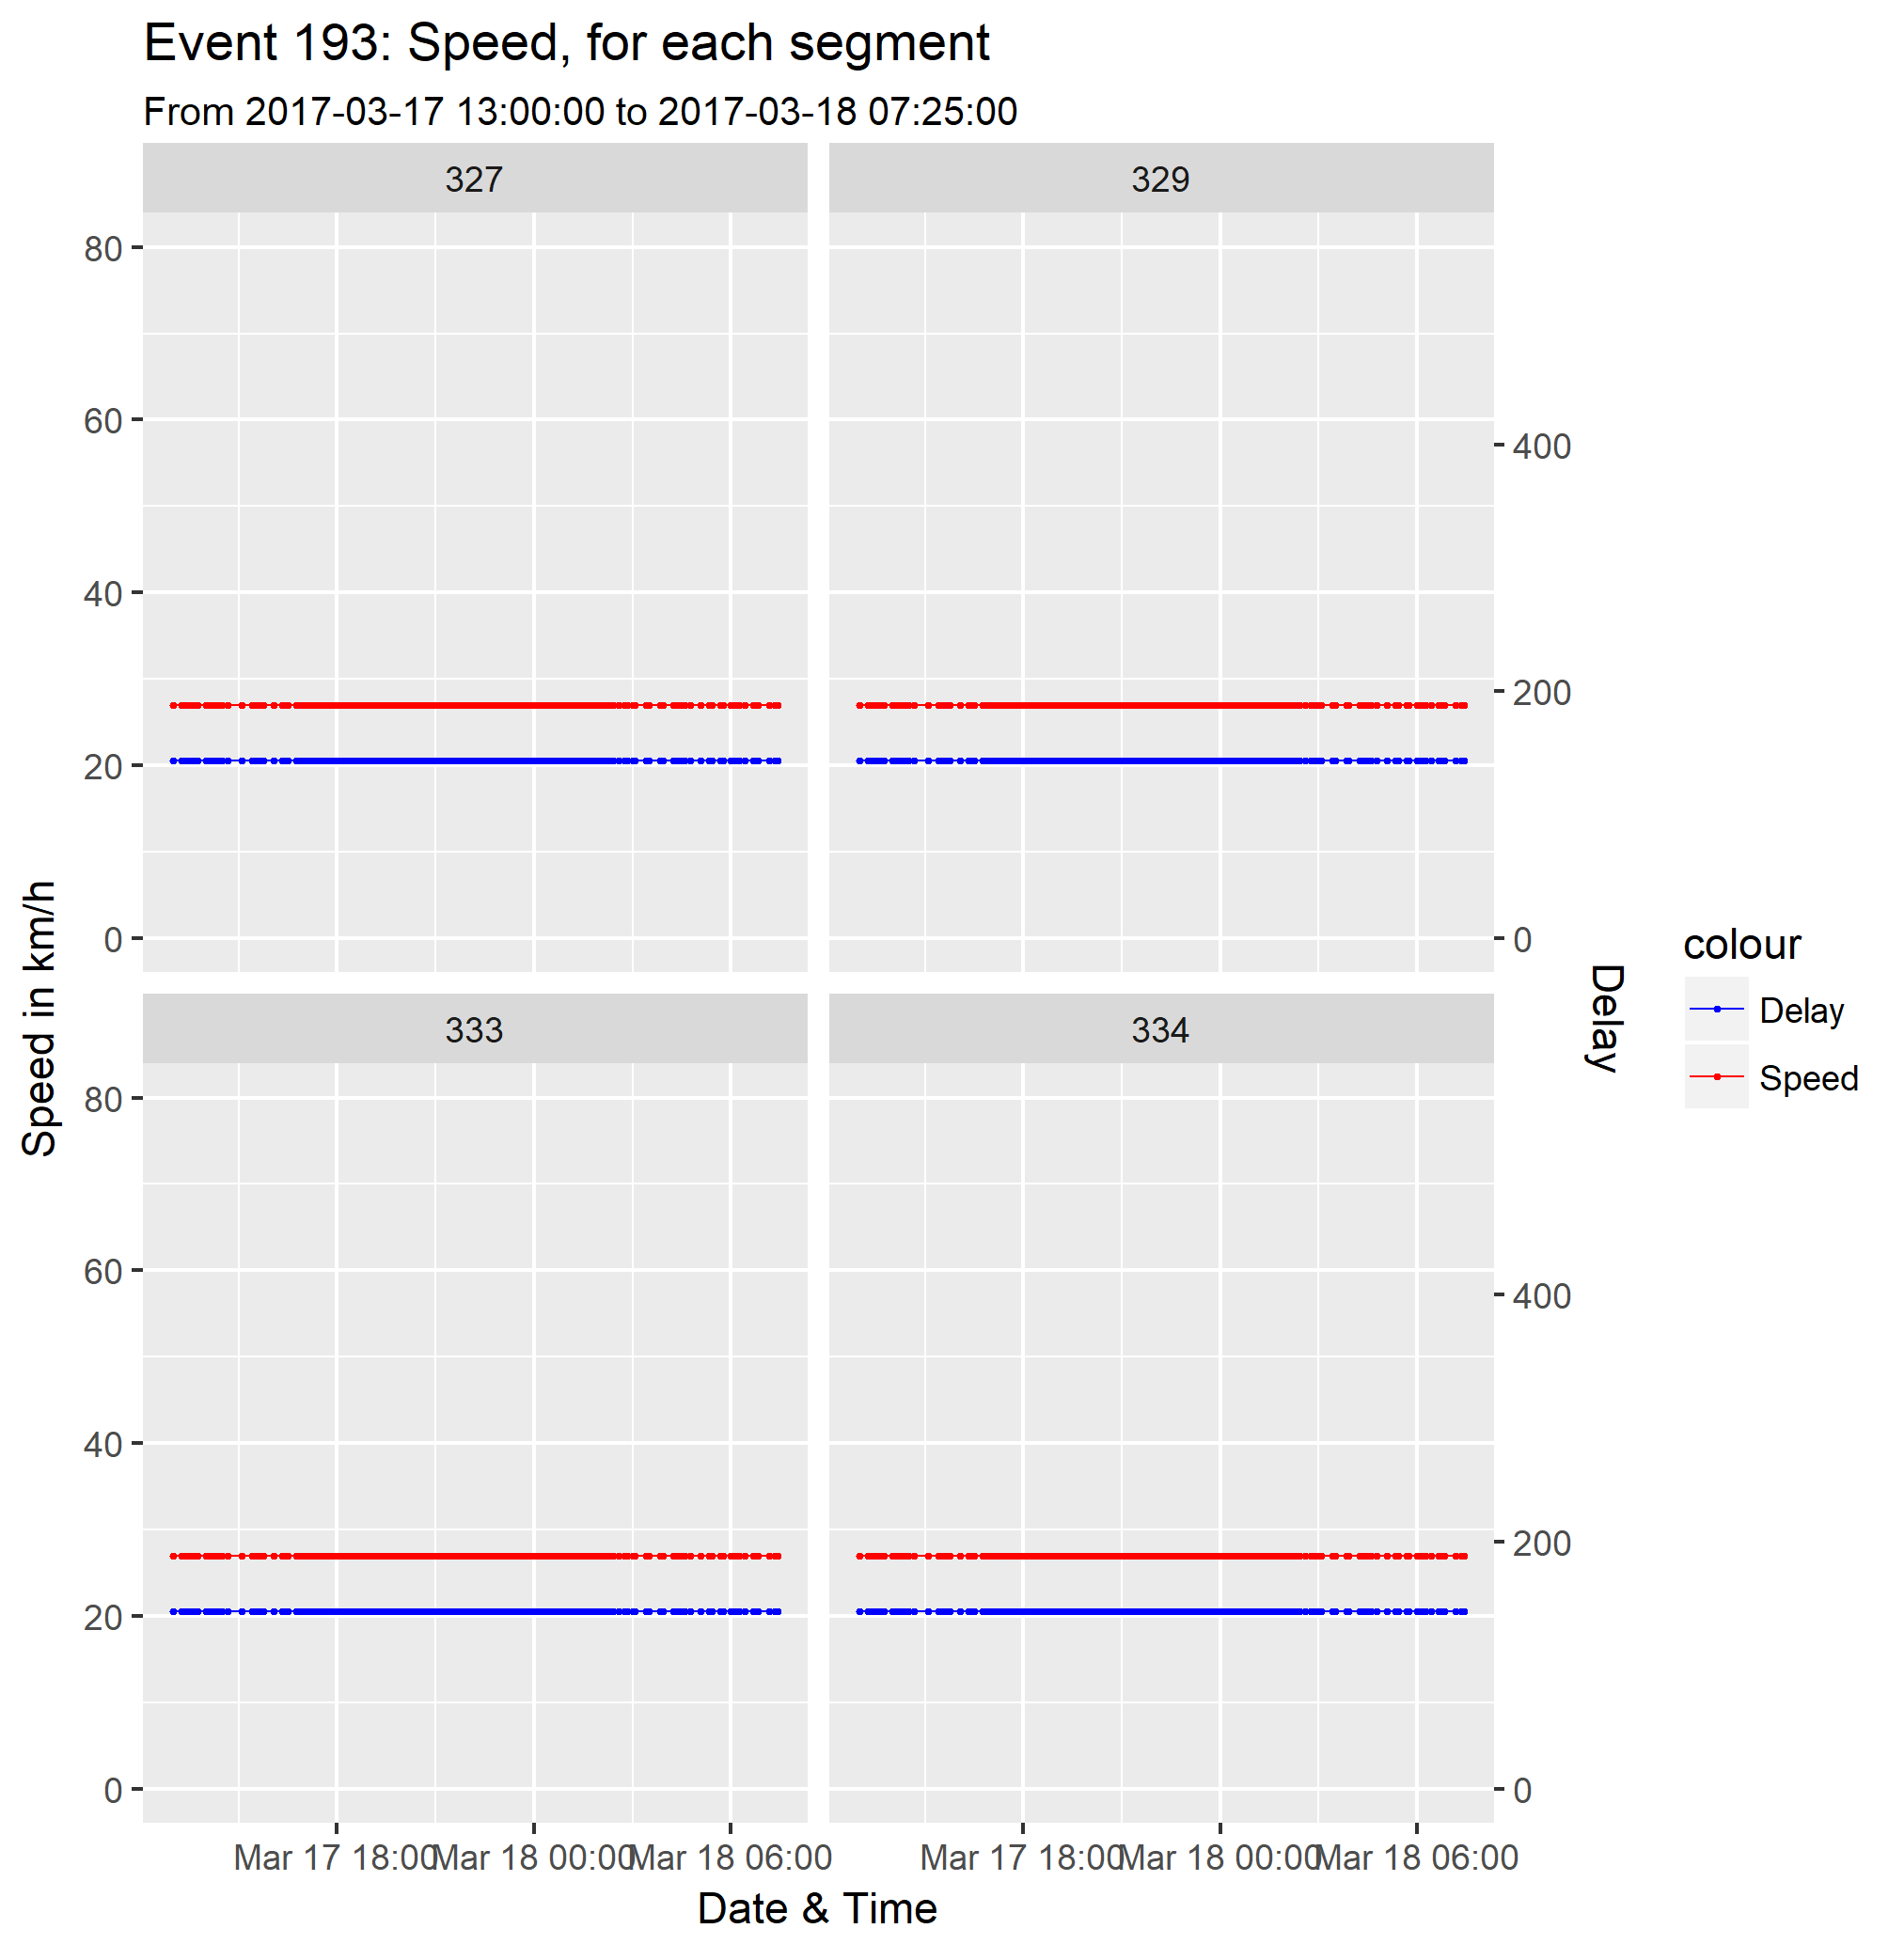 Event 193: Speed, for each segment
From 2017-03-17 13:00:00 to 2017-03-18 07:25:00
327
329
80
60
40
20
0
400
200
0
333
334
80
60
40
20
0
400
200
0
Mar 17 18:00
Mar 18 00:00
Mar 18 06:00
Mar 17 18:00
Mar 18 00:00
Mar 18 06:00
Date & Time
Speed in km/h
Delay
colour
Delay
Speed